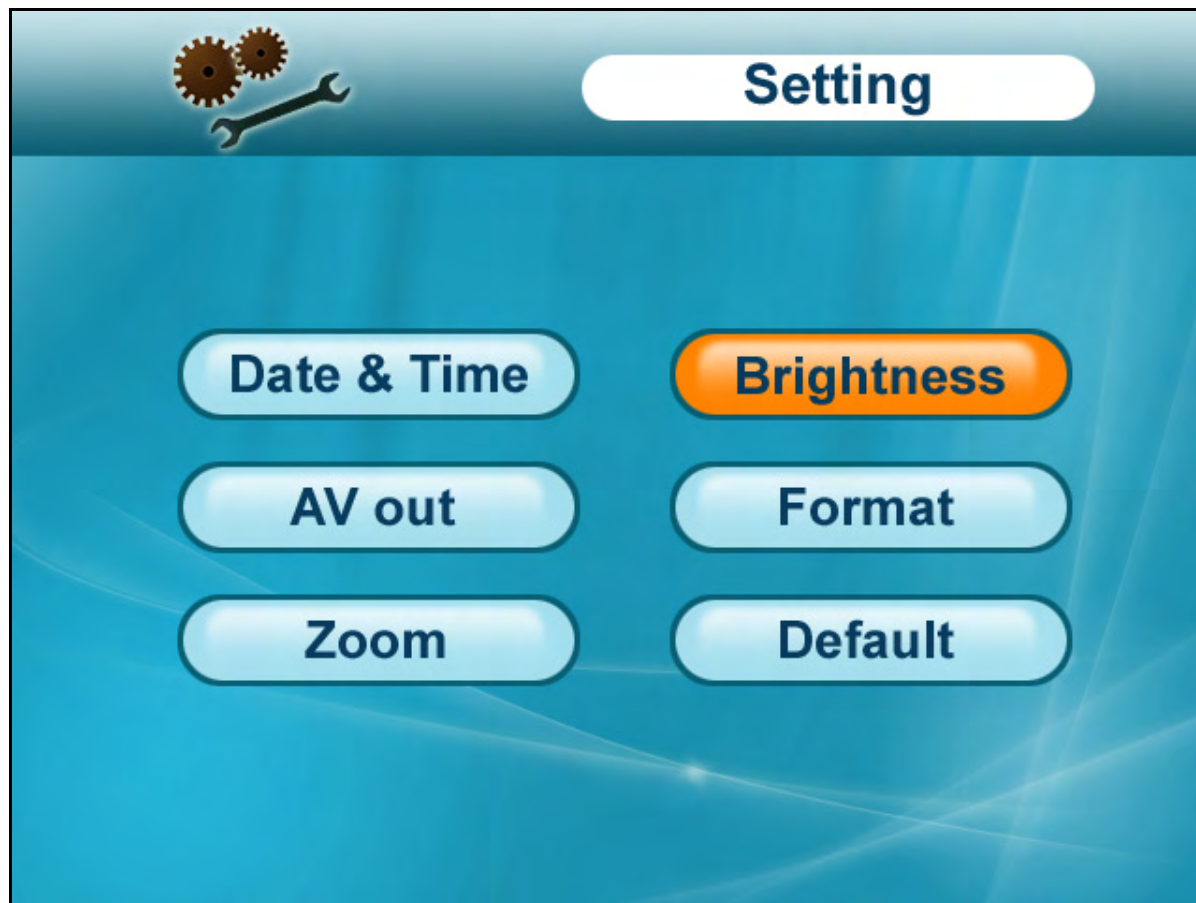 Setting
Date & Time
Brightness
AV out
Format
Zoom
Default